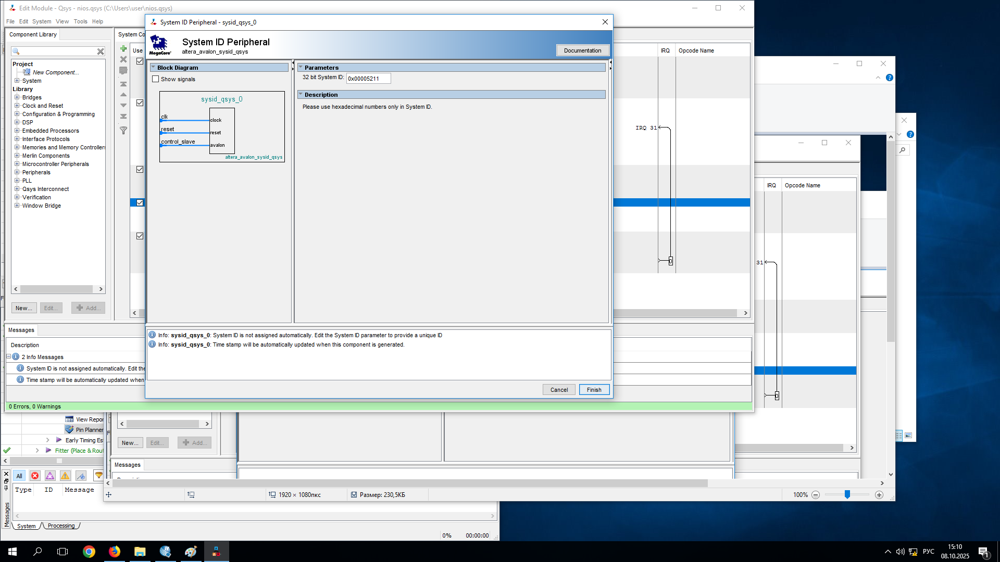 Edit Module - Qsys - nios.qsys (C:\Users\user\nios.qsys)
File Edit System View Tools Help
Component Library
System Co
Use
Project
New Component...
System
Library
Bridges
Clock and Reset
Configuration & Programming
DSP
Embedded Processors
Interface Protocols
Memories and Memory Controllers
Merlin Components
Microcontroller Peripherals
Peripherals
PLL
Qsys Interconnect
Verification
Window Bridge
New... Edit... Add...
System ID Peripheral - sysid_qsys_0
MegaCore
System ID Peripheral
altera_avalon_sysid_qsys
Documentation
Block Diagram
Show signals
sysid_qsys_0
clk
clock
reset
reset
control_slave
avalon
altera_avalon_sysid_qsys
Parameters
32 bit System ID: 0x00005211
Description
Please use hexadecimal numbers only in System ID.
Info: sysid_qsys_0: System ID is not assigned automatically. Edit the System ID parameter to provide a unique ID
Info: sysid_qsys_0: Time stamp will be automatically updated when this component is generated.
Cancel Finish
IRQ Opcode Name
IRQ 31
0
IRQ Opcode Name
31
0
Messages
Description
2 Info Messages
System ID is not assigned automatically. Edit the
Time stamp will be automatically updated when
0 Errors, 0 Warnings
View Repor
Pin Planner
Early Timing Es
Fitter (Place & Rout
New... Edit... Add...
Messages
All
Type ID Message
1920 × 1080пкс
Размер: 230,5КБ
100%
Messages
System Processing
0% 00:00:00
РУС
15:10
08.10.2025
1